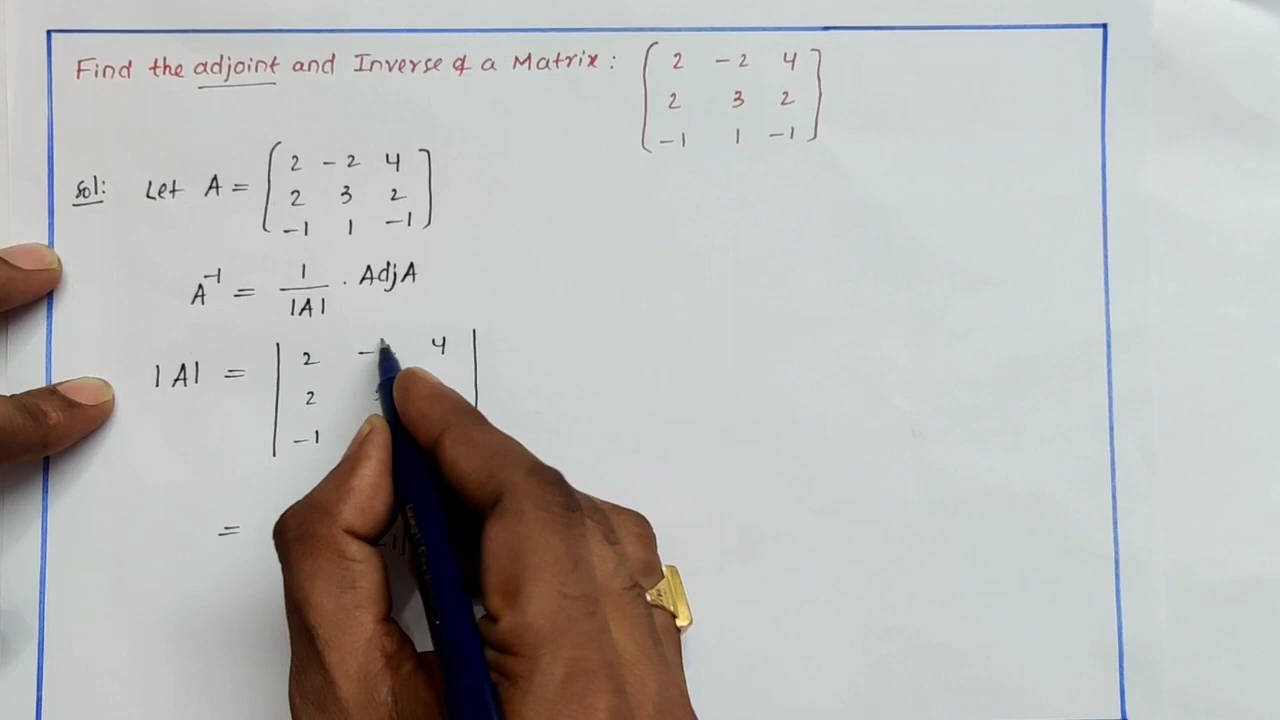 Find the adjoint and Inverse of a Matrix :
2 -2 4
2 3 2
-1 1 -1
Sol: Let A =
2 -2 4
2 3 2
-1 1 -1
A⁻¹ = 1/|A| . AdjA
|A| =
2 4
2
-1
=